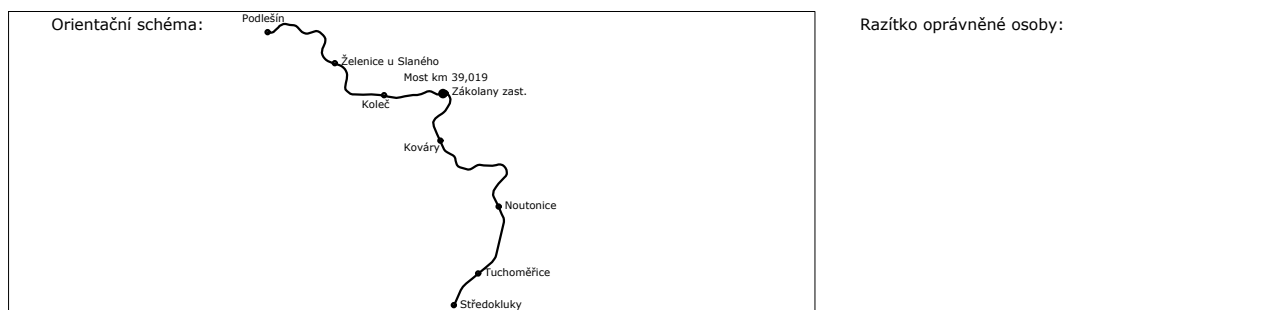 Orientační schéma:
Razítko oprávněné osoby:
Podlešín
Želenice u Slaného
Most km 39,019
Zákolany zast.
Koleč
Kováry
Noutonice
Tuchoměřice
Středokluky